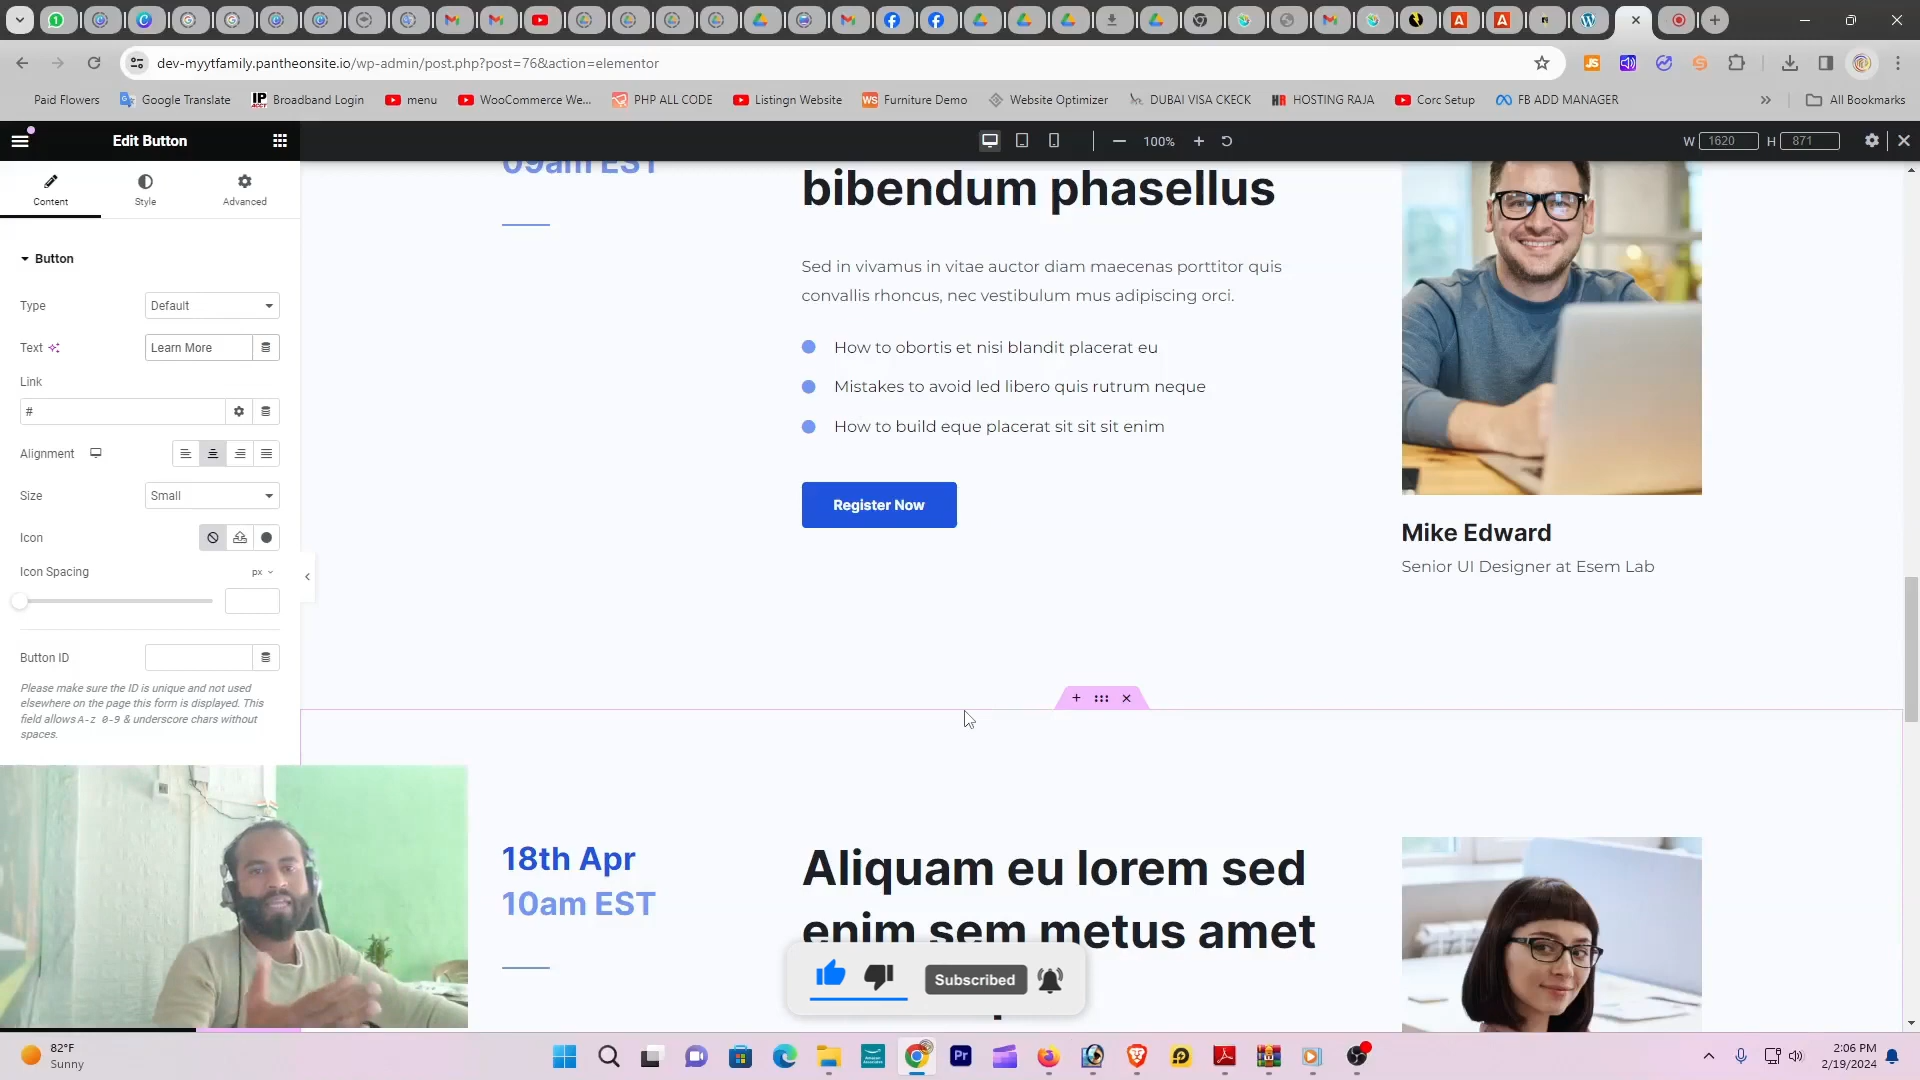 dev-myytfamily.pantheonsite.io/wp-admin/post.php?post=76&action=elementor
Paid Flowers
Google Translate
Broadband Login
menu
WooCommerce We...
PHP ALL CODE
Listingn Website
Furniture Demo
Website Optimizer
DUBAI VISA CKECK
HOSTING RAJA
Corc Setup
FB ADD MANAGER
»
All Bookmarks
Edit Button
100%
W 1620 H 871
Content
Style
Advanced
09am EST
bibendum phasellus
Button
Type
Default
Sed in vivamus in vitae auctor diam maecenas porttitor quis
convallis rhoncus, nec vestibulum mus adipiscing orci.
Text
Learn More
How to obortis et nisi blandit placerat eu
Link
#
Mistakes to avoid led libero quis rutrum neque
How to build eque placerat sit sit sit enim
Alignment
Size
Small
Register Now
Icon
Mike Edward
Senior UI Designer at Esem Lab
Icon Spacing
px
Button ID
Please make sure the ID is unique and not used
elsewhere on the page this form is displayed. This
field allows A-z 0-9 & underscore chars without
spaces.
18th Apr
10am EST
Aliquam eu lorem sed
enim sem metus amet
Subscribed
82°F
Sunny
2:06 PM
2/19/2024